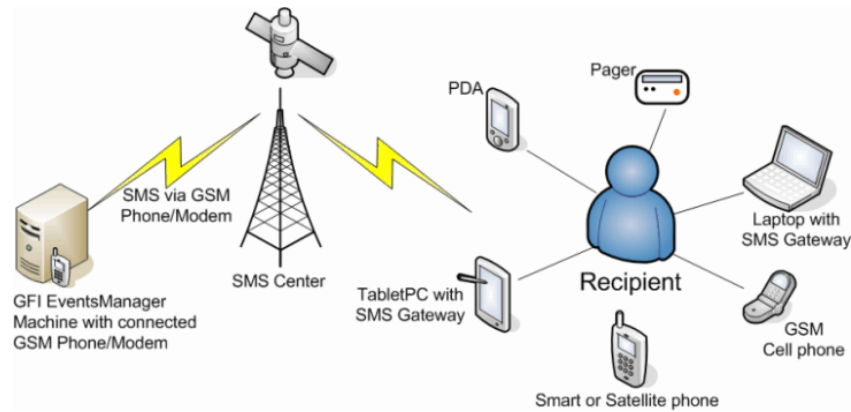 PDA
Pager
SMS via GSM
Phone/Modem
Laptop with
SMS Gateway
SMS Center
Recipient
TabletPC with
SMS Gateway
GFI EventsManager
Machine with connected
GSM Phone/Modem
GSM
Cell phone
Smart or Satellite phone